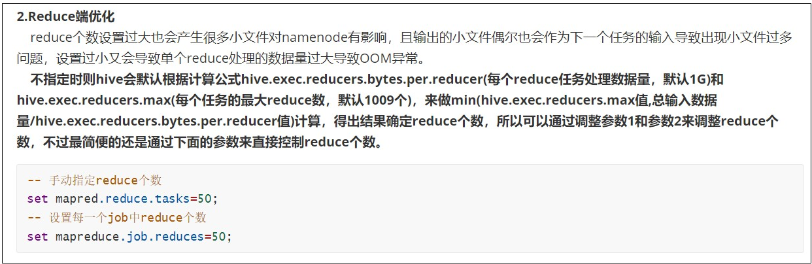 2.Reduce端优化
reduce个数设置过大也会产生很多小文件对namenode有影响，且输出的小文件偶尔也会作为下一个任务的输入导致出现小文件过多
问题，设置过小又会导致单个reduce处理的数据量过大导致OOM异常。
不指定时则hive会默认根据计算公式hive.exec.reducers.bytes.per.reducer(每个reduce任务处理数据量，默认1G)和
hive.exec.reducers.max(每个任务的最大reduce数，默认1009个)，来做min(hive.exec.reducers.max值,总输入数据
量/hive.exec.reducers.bytes.per.reducer值)计算，得出结果确定reduce个数，所以可以通过调整参数1和参数2来调整reduce个
数，不过最简便的还是通过下面的参数来直接控制reduce个数。
-- 手动指定reduce个数
set mapred.reduce.tasks=50;
-- 设置每一个job中reduce个数
set mapreduce.job.reduces=50;